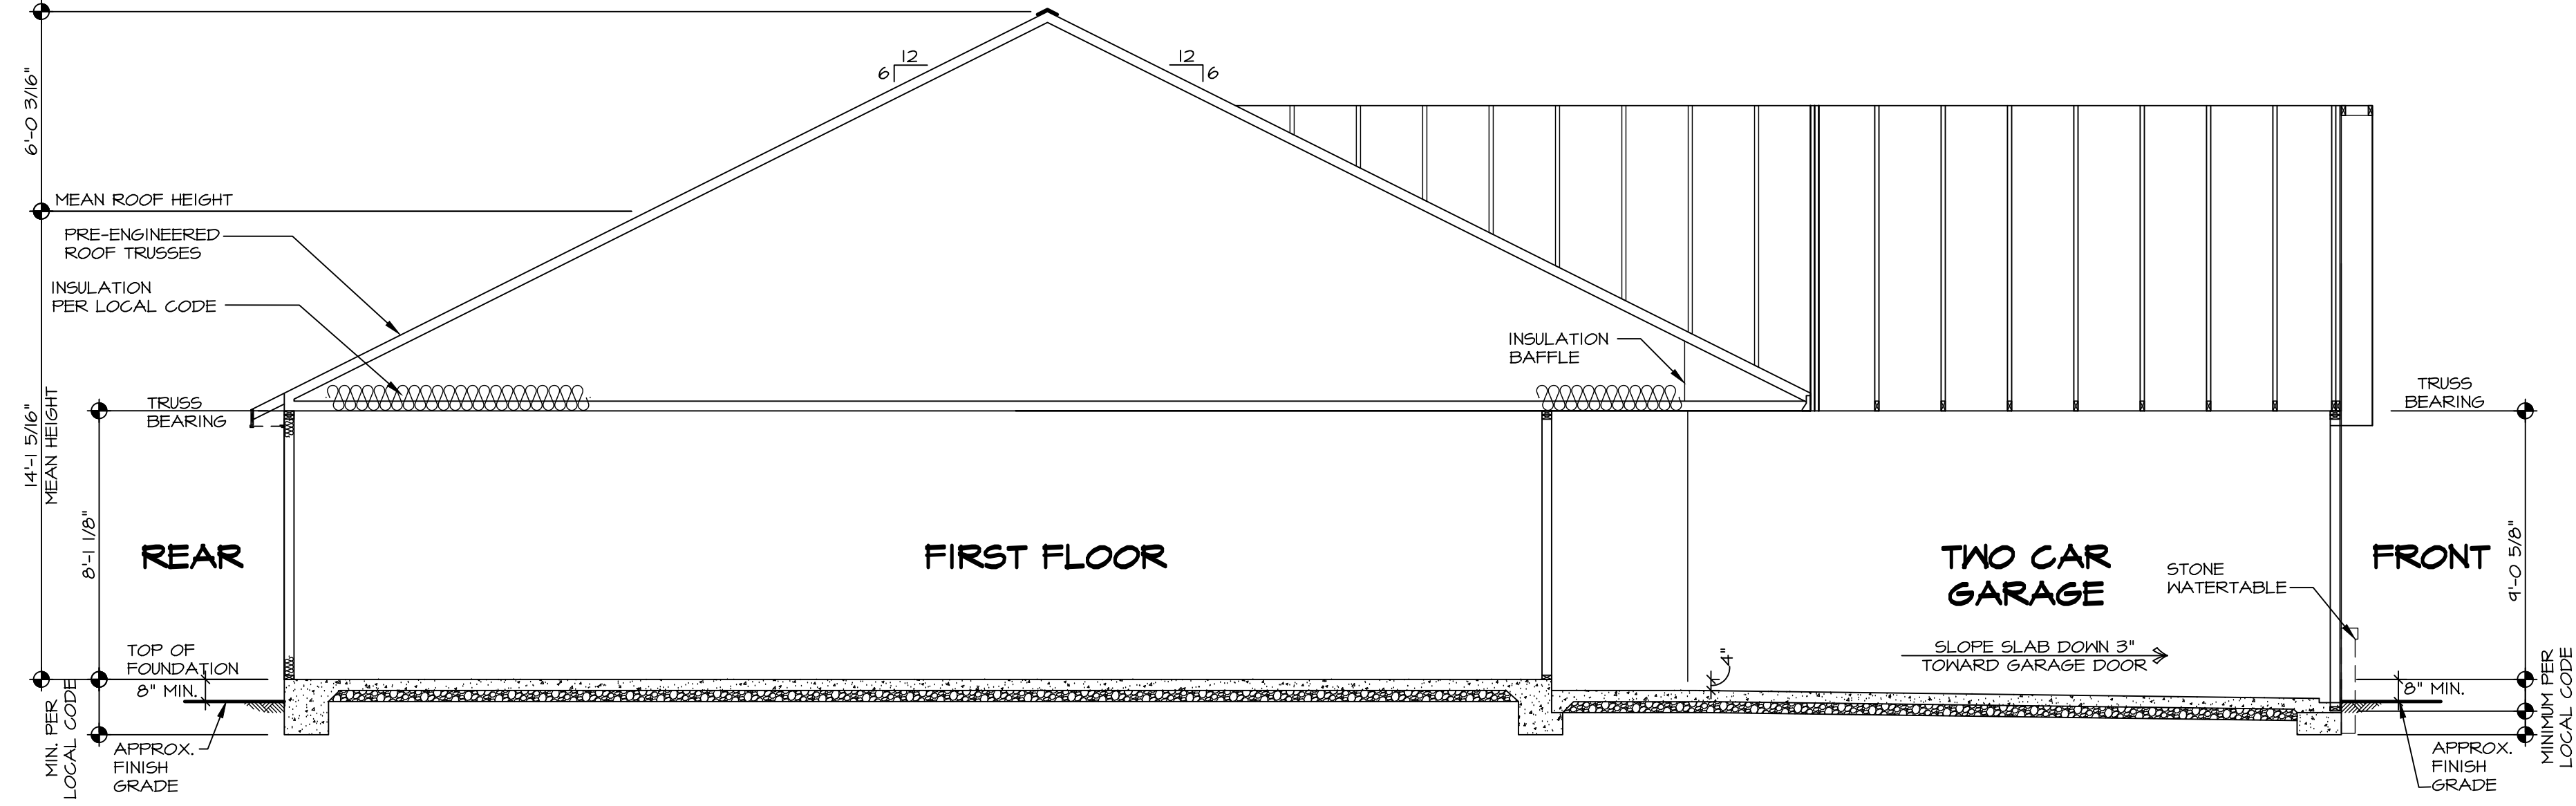 12
6
12
6
6'-0 3/16"
MEAN ROOF HEIGHT
PRE-ENGINEERED
ROOF TRUSSES
INSULATION
PER LOCAL CODE
INSULATION
BAFFLE
TRUSS
BEARING
TRUSS
BEARING
14'-1 5/16"
MEAN HEIGHT
8'-1 1/8"
REAR
FIRST FLOOR
TWO CAR
GARAGE
FRONT
9'-0 5/8"
STONE
WATERTABLE
TOP OF
FOUNDATION
8" MIN.
4"
SLOPE SLAB DOWN 3"
TOWARD GARAGE DOOR
8" MIN.
MIN. PER
LOCAL CODE
APPROX.
FINISH
GRADE
APPROX.
FINISH
GRADE
MINIMUM PER
LOCAL CODE